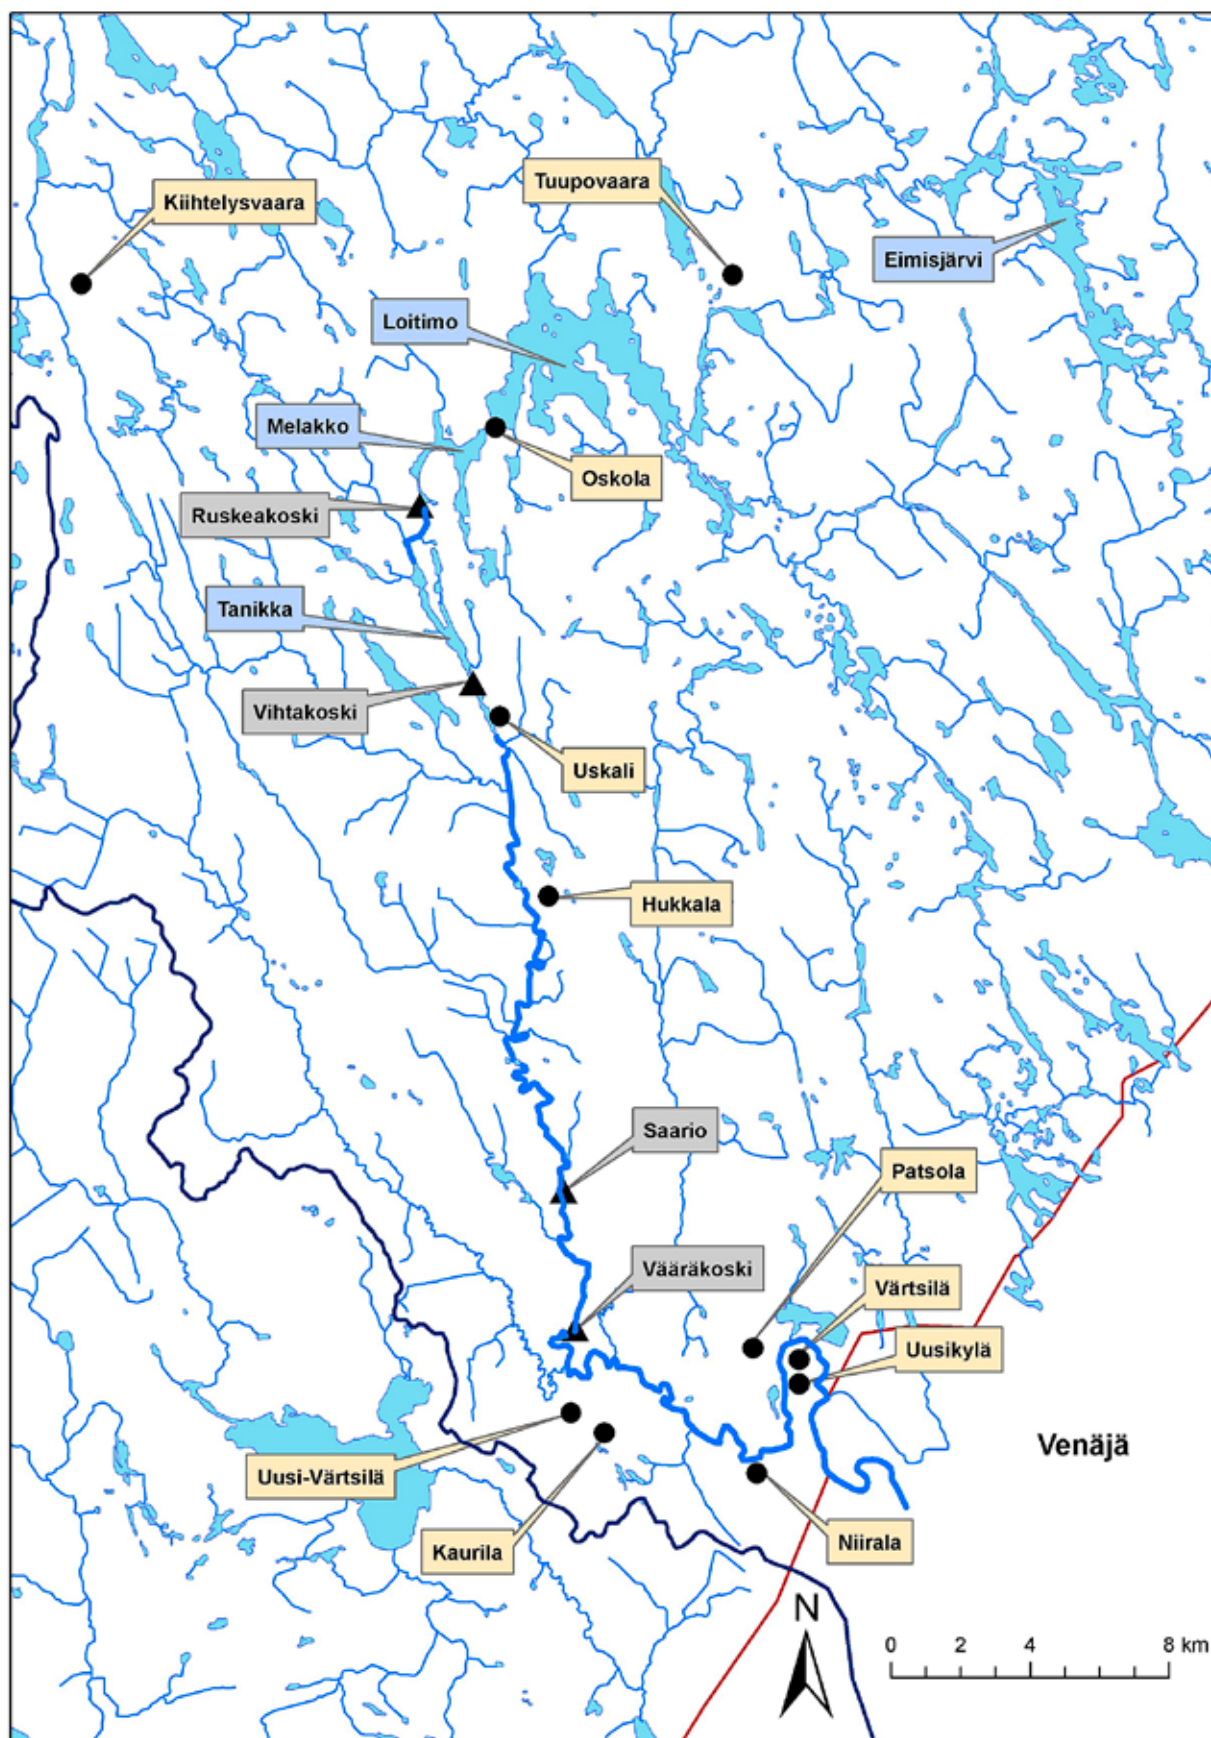 Tuupovaara
Kiihtelysvaara
Eimisjärvi
Loitimo
Melakko
Oskola
Ruskeakoski
Tanikka
Vihtakoski
Uskali
Hukkala
Saario
Patsola
Vääräkoski
Värtsilä
Uusikylä
Venäjä
Uusi-Värtsilä
Niirala
Kaurila
N
0 2 4 8 km